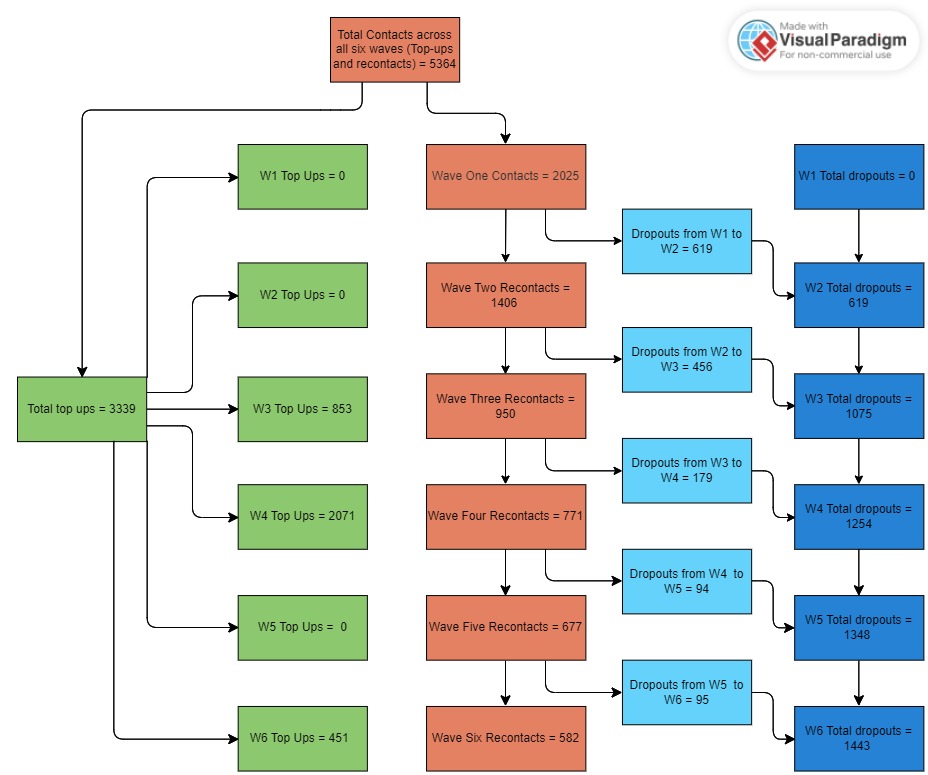 Total Contacts across
all six waves (Top-ups
and recontacts) = 5364
Made with
VisualParadigm
For non-commercial use
W1 Top Ups = 0
Wave One Contacts = 2025
W1 Total dropouts = 0
Dropouts from W1 to
W2 = 619
W2 Top Ups = 0
Wave Two Recontacts =
1406
W2 Total dropouts =
619
Dropouts from W2 to
W3 = 456
Total top ups = 3339
W3 Top Ups = 853
Wave Three Recontacts =
950
W3 Total dropouts =
1075
Dropouts from W3 to
W4 = 179
W4 Top Ups = 2071
Wave Four Recontacts = 771
W4 Total dropouts =
1254
Dropouts from W4  to
W5 = 94
W5 Top Ups =  0
Wave Five Recontacts = 677
W5 Total dropouts =
1348
Dropouts from W5  to
W6 = 95
W6 Top Ups = 451
Wave Six Recontacts = 582
W6 Total dropouts =
1443